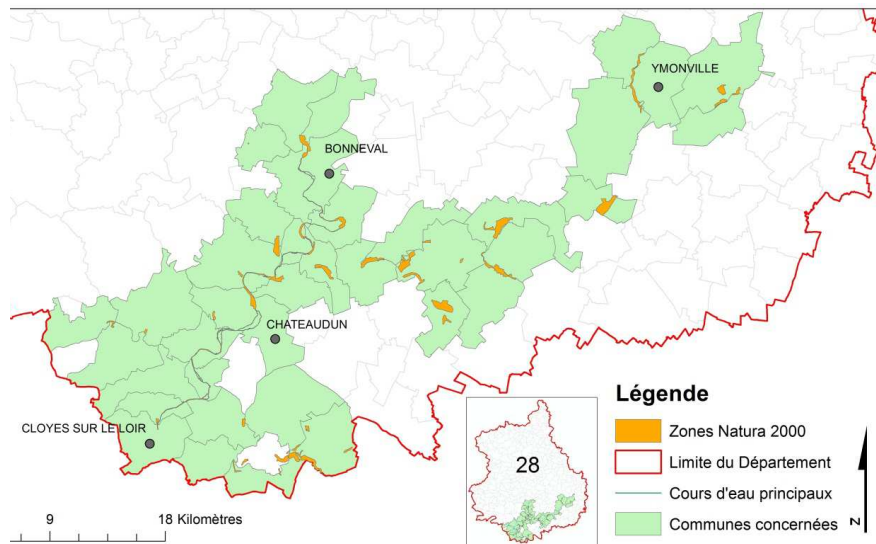 YMONVILLE
BONNEVAL
CHATEAUDUN
CLOYES SUR LE LOIR
Légende
Zones Natura 2000
Limite du Département
Cours d'eau principaux
Communes concernées
28
9 18 Kilomètres
N